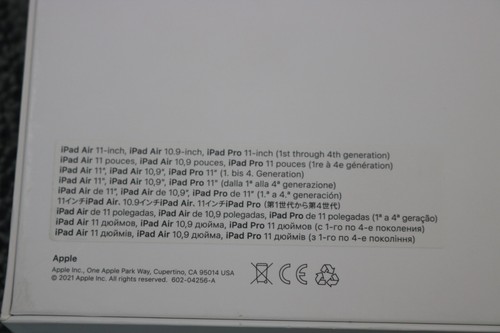 iPad Air 11-inch, iPad Air 10.9-inch, iPad Pro 11-inch (1st through 4th generation)
iPad Air 11 pouces, iPad Air 10,9 pouces, iPad Pro 11 pouces (1re à 4e génération)
iPad Air 11", iPad Air 10,9", iPad Pro 11" (1. bis 4. Generation)
iPad Air 11", iPad Air 10,9", iPad Pro 11" (dalla 1ª alla 4ª generazione)
iPad Air de 11", iPad Air de 10,9", iPad Pro de 11" (1.ª a 4.ª generación)
11インチiPad Air. 10.9インチiPad Air. 11インチiPad Pro (第1世代から第4世代)
iPad Air de 11 polegadas, iPad Air de 10,9 polegadas, iPad Pro de 11 polegadas (1ª a 4ª geração)
iPad Air 11 дюймов, iPad Air 10,9 дюйма, iPad Pro 11 дюймов (с 1-го по 4-е поколения)
iPad Air 11 дюймів, iPad Air 10,9 дюйма, iPad Pro 11 дюймів (з 1-го по 4-те покоління)
Apple
Apple Inc., One Apple Park Way, Cupertino, CA 95014 USA
© 2021 Apple Inc. All rights reserved. 602-04256-A
CE